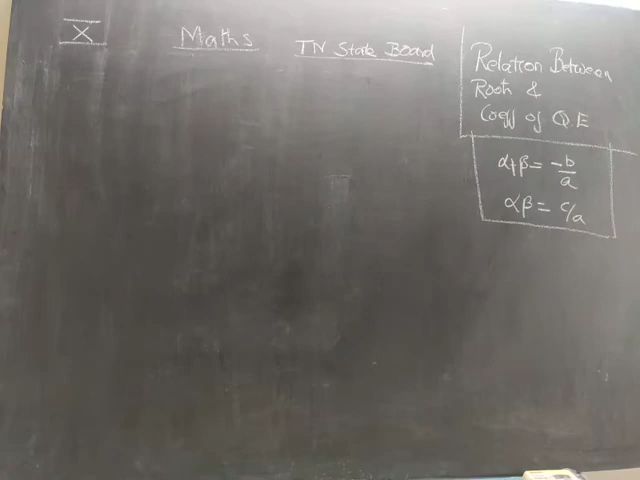 X
Maths
TN State Board
Relation Between
Roots &
Coeff of QE
α+β = -b/a
αβ = c/a